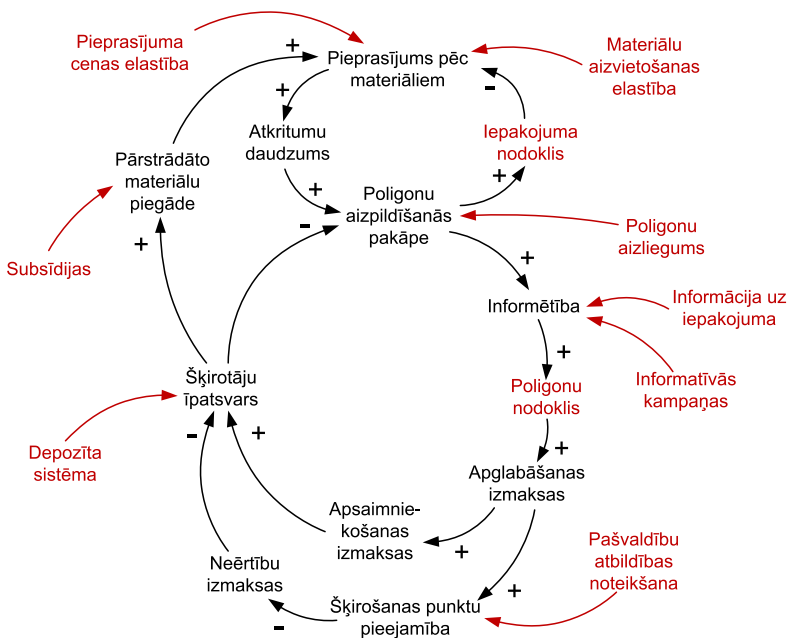 Pieprasījuma
cenas elastība
+
Pieprasījums pēc
materiāliem
Materiālu
aizvietošanas
elastība
+
-
Atkritumu
daudzums
Iepakojuma
nodoklis
Pārstrādāto
materiālu
piegāde
+
+
Poligonu
aizpildīšanās
pakāpe
-
+
Poligonu
aizliegums
Subsīdijas
+
Informētība
Informācija uz
iepakojuma
+
Šķirotāju
īpatsvars
Poligonu
nodoklis
Informatīvās
kampaņas
-
+
+
Depozīta
sistēma
Apglabāšanas
izmaksas
Apsaimnie-
košanas
izmaksas
+
Neērtību
izmaksas
Pašvaldību
atbildības
noteikšana
+
Šķirošanas punktu
pieejamība
-